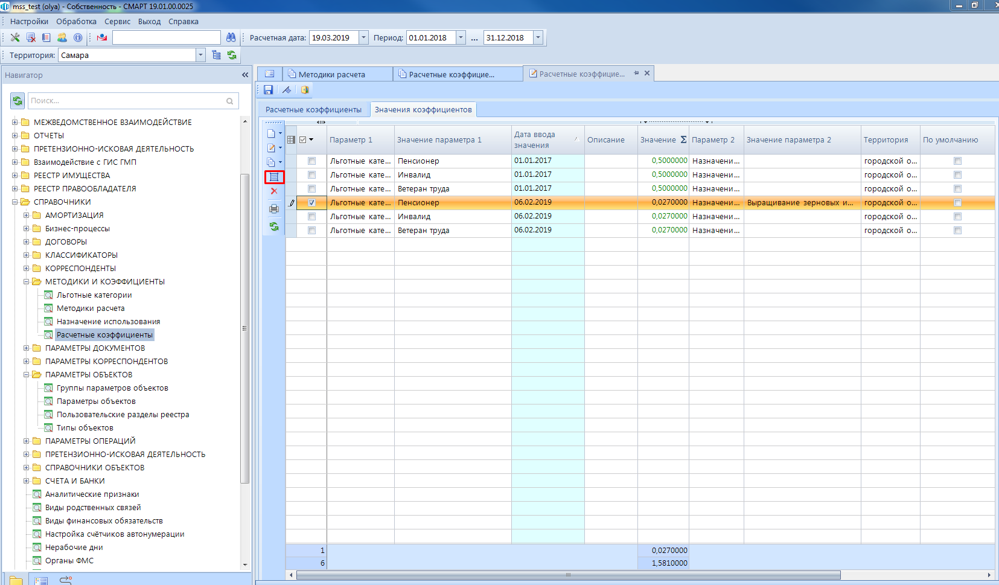 mss_test (olya) - Собственность - СМАРТ 19.01.00.0025
Настройки Обработка Сервис Выход Справка
Расчетная дата: 19.03.2019 Период: 01.01.2018 ... 31.12.2018
Территория: Самара
Навигатор
Поиск...
МЕЖВЕДОМСТВЕННОЕ ВЗАИМОДЕЙСТВИЕ
ОТЧЕТЫ
ПРЕТЕНЗИОННО-ИСКОВАЯ ДЕЯТЕЛЬНОСТЬ
Взаимодействие с ГИС ГМП
РЕЕСТР ИМУЩЕСТВА
РЕЕСТР ПРАВООБЛАДАТЕЛЯ
СПРАВОЧНИКИ
АМОРТИЗАЦИЯ
Бизнес-процессы
ДОГОВОРЫ
КЛАССИФИКАТОРЫ
КОРРЕСПОНДЕНТЫ
МЕТОДИКИ И КОЭФФИЦИЕНТЫ
Льготные категории
Методики расчета
Назначение использования
Расчетные коэффициенты
ПАРАМЕТРЫ ДОКУМЕНТОВ
ПАРАМЕТРЫ КОРРЕСПОНДЕНТОВ
ПАРАМЕТРЫ ОБЪЕКТОВ
Группы параметров объектов
Параметры объектов
Пользовательские разделы реестра
Типы объектов
ПАРАМЕТРЫ ОПЕРАЦИЙ
ПРЕТЕНЗИОННО-ИСКОВАЯ ДЕЯТЕЛЬНОСТЬ
СПРАВОЧНИКИ ОБЪЕКТОВ
СЧЕТА И БАНКИ
Аналитические признаки
Виды родственных связей
Виды финансовых обязательств
Настройка счётчиков автонумерации
Нерабочие дни
Органы ФМС
Методики расчета Расчетные коэффицие... Расчетные коэффицие...
Расчетные коэффициенты Значения коэффициентов
Параметр 1 Значение параметра 1 Дата ввода значения Описание Значение Σ Параметр 2 Значение параметра 2 Территория По умолчанию
Льготные кате... Пенсионер 01.01.2017 0,5000000 Назначени... городской о...
Льготные кате... Инвалид 01.01.2017 0,5000000 Назначени... городской о...
Льготные кате... Ветеран труда 01.01.2017 0,5000000 Назначени... городской о...
Льготные кате... Пенсионер 06.02.2019 0,0270000 Назначени... Выращивание зерновых и... городской о...
Льготные кате... Инвалид 06.02.2019 0,0270000 Назначени... городской о...
Льготные кате... Ветеран труда 06.02.2019 0,0270000 Назначени... городской о...
1 0,0270000
6 1,5810000